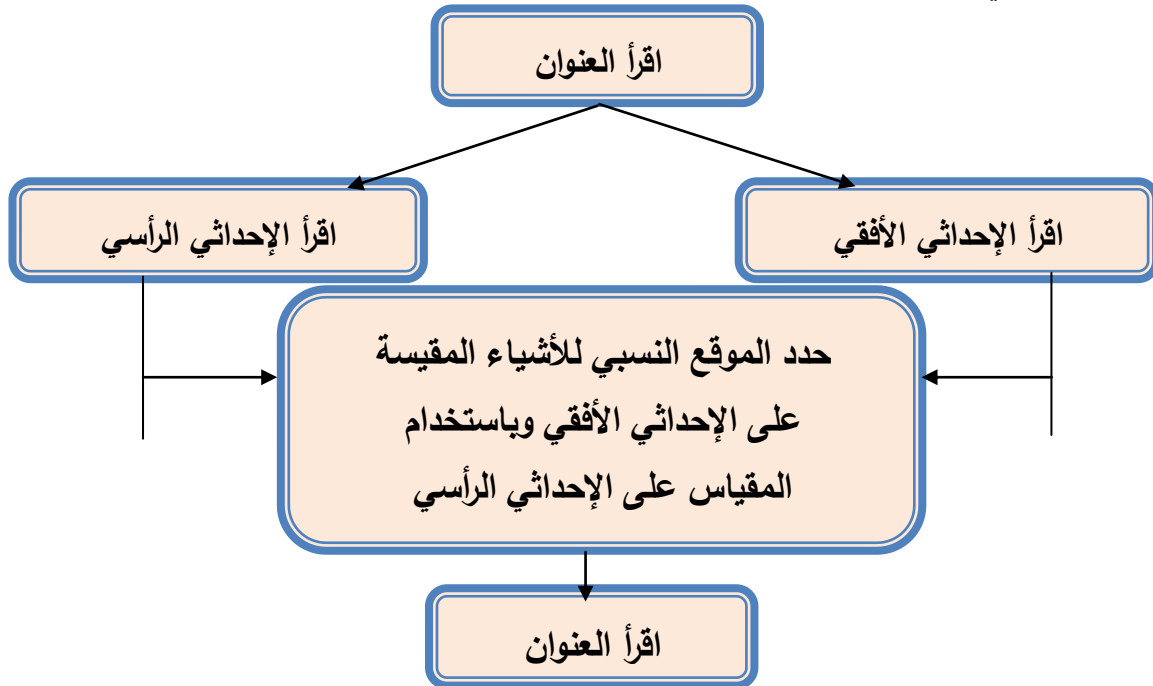 اقرأ العنوان
اقرأ الإحداثي الأفقي
اقرأ الإحداثي الرأسي
حدد الموقع النسبي للأشياء المقيسة
على الإحداثي الأفقي وباستخدام
المقياس على الإحداثي الرأسي
اقرأ العنوان